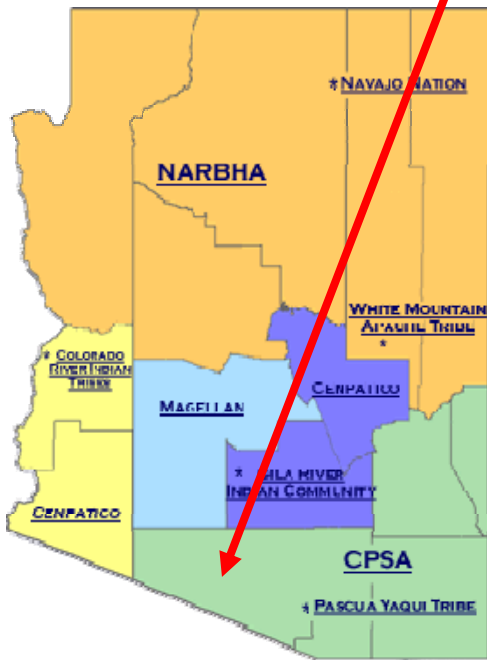 * NAVAJO NATION
NARBHA
WHITE MOUNTAIN
APACHE TRIBE
*
* COLORADO
RIVER INDIAN
TRIBES
CENPATICO
MAGELLAN
* GILA RIVER
INDIAN COMMUNITY
CENPATICO
CPSA
* PASCUA YAQUI TRIBE